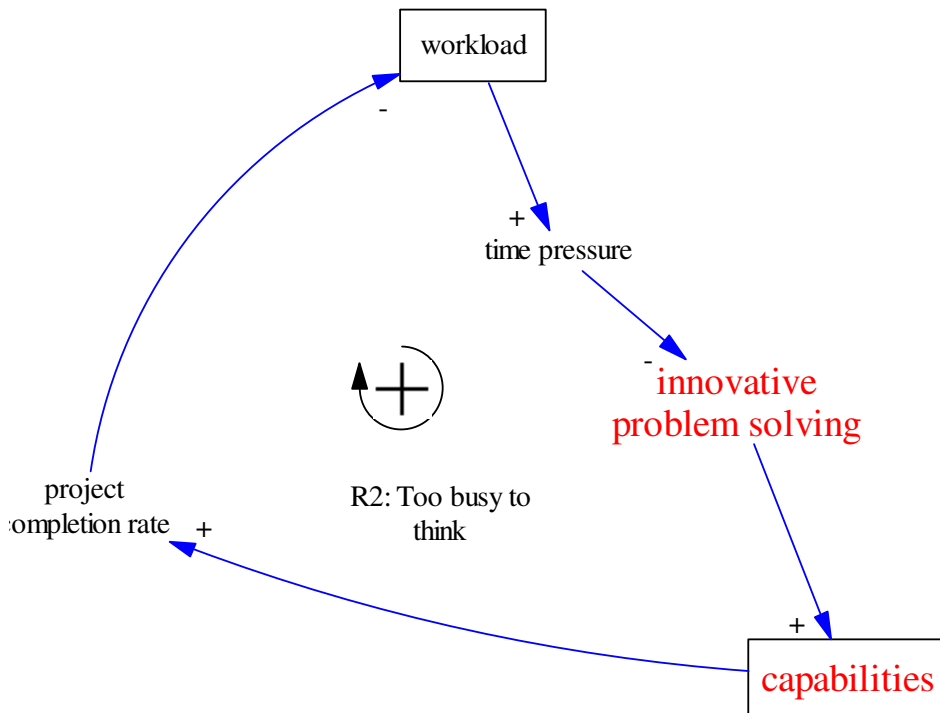 workload
-
+
time pressure
-
innovative
problem solving
+
R2: Too busy to
think
project
ompletion rate
+
+
capabilities